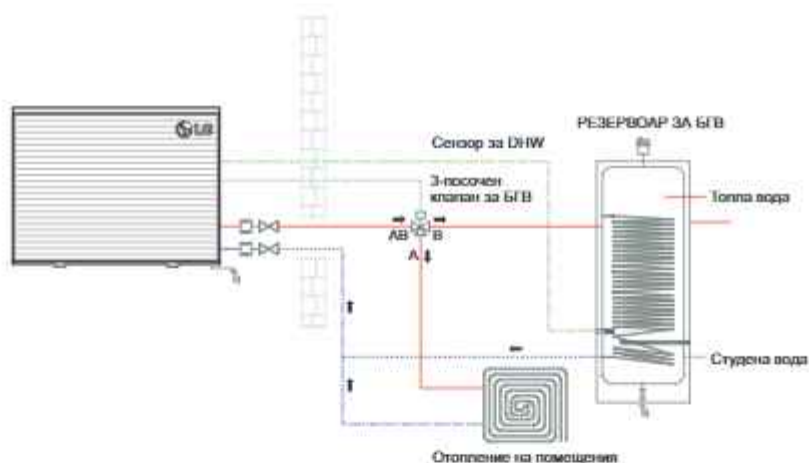 LG
РЕЗЕРВОАР ЗА БГВ
Сензор за DHW
3-посочен
клапан за БГВ
Топла вода
AB
B
A
Студена вода
Отопление на помещения